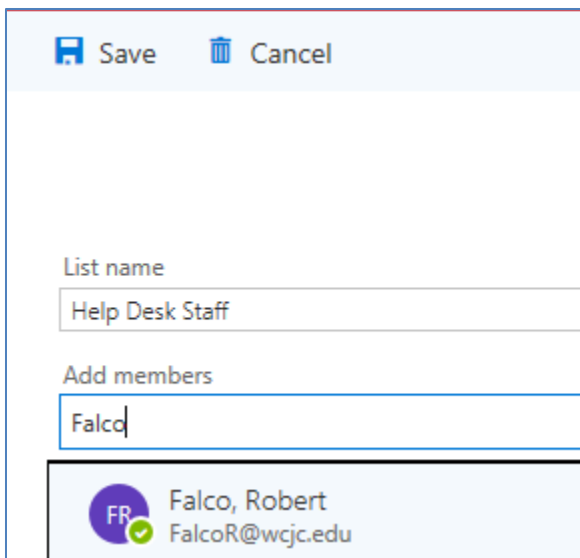 Save Cancel
List name
Help Desk Staff
Add members
Falco
FR
Falco, Robert
FalcoR@wcjc.edu